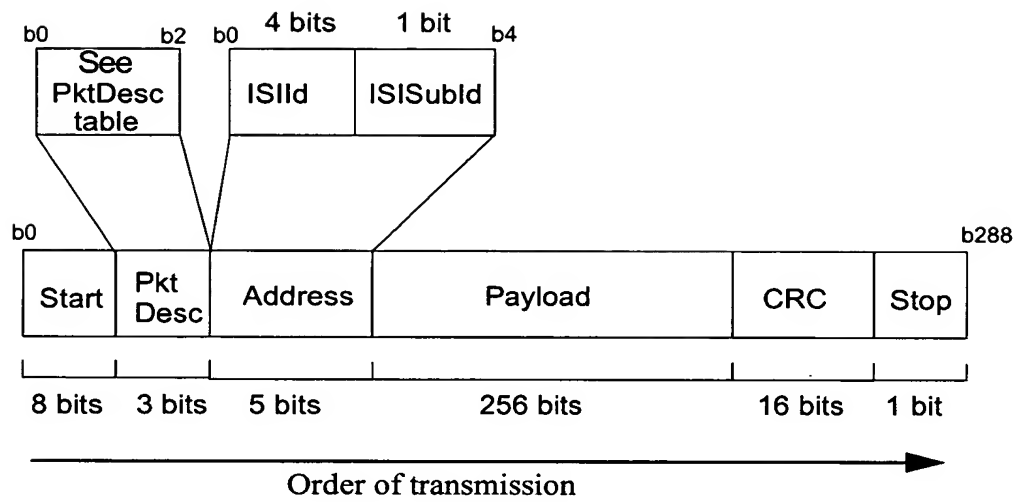 4 bits 1 bit
b0 b2 b0 b4
See
PktDesc
table
ISIId ISISubId
b0 b288
Start Pkt
Desc Address Payload CRC Stop
8 bits 3 bits 5 bits 256 bits 16 bits 1 bit
Order of transmission